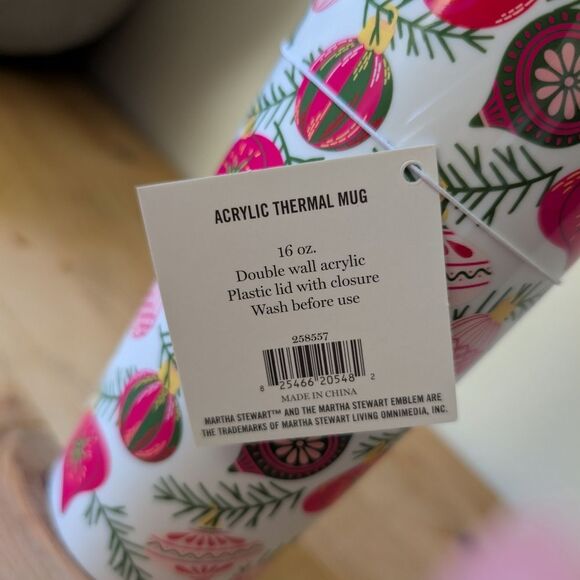 ACRYLIC THERMAL MUG
16 oz.
Double wall acrylic
Plastic lid with closure
Wash before use
258557
8 25466 20548 2
MADE IN CHINA
MARTHA STEWART™ AND THE MARTHA STEWART EMBLEM ARE
THE TRADEMARKS OF MARTHA STEWART LIVING OMNIMEDIA, INC.